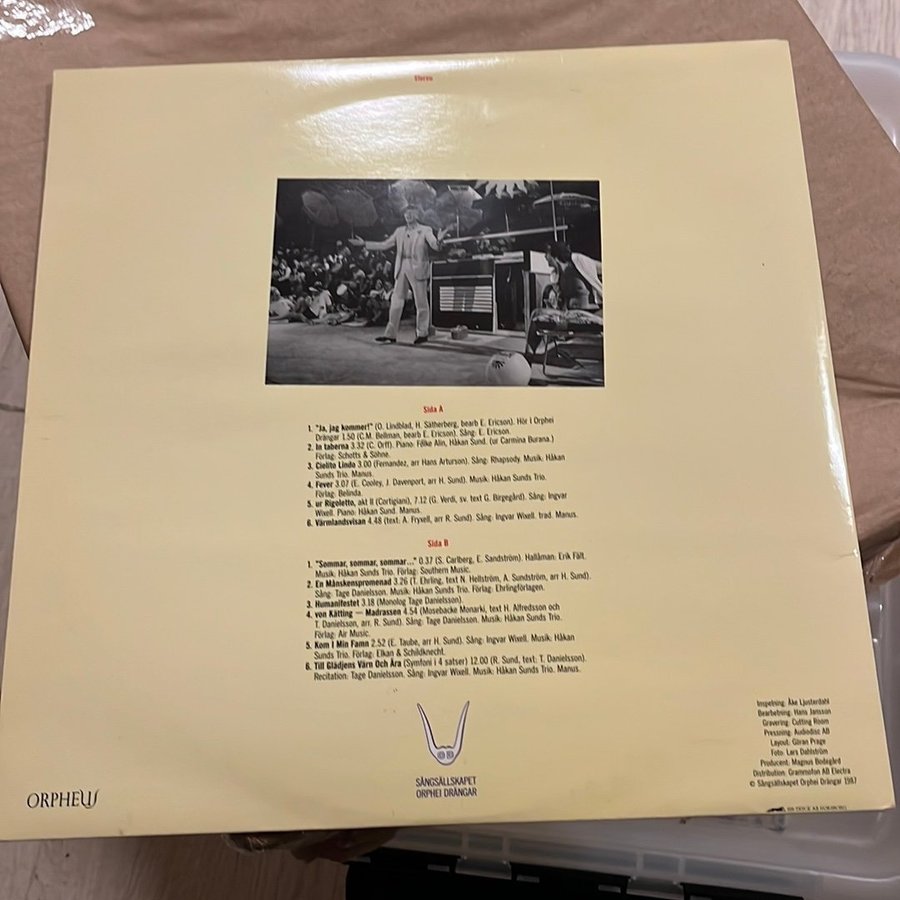 Stereo
Sida A
1. "Ja, jag kommer!" (O. Lindblad, H. Sätherberg, bearb E. Ericson). Hör I Orphei
Drängar 1.50 (C.M. Bellman, bearb E. Ericson). Sång: E. Ericson.
2. In taberna 3.32 (C. Orff). Piano: Folke Alin, Håkan Sund. (ur Carmina Burana.)
Förlag: Schotts & Söhne.
3. Cielito Lindo 3.00 (Fernandez, arr Hans Arturson). Sång: Rhapsody. Musik: Håkan
Sunds Trio. Manus.
4. Fever 3.07 (E. Cooley, J. Davenport, arr H. Sund). Musik: Håkan Sunds Trio.
Förlag: Belinda.
5. ur Rigoletto, akt II (Cortigiani), 7.12 (G. Verdi, sv. text G. Birgegård). Sång: Ingvar
Wixell. Piano: Håkan Sund. Manus.
6. Värmlandsvisan 4.48 (text: A. Fryxell, arr R. Sund). Sång: Ingvar Wixell. trad. Manus.
Sida B
1. "Sommar, sommar, sommar..." 0.37 (S. Carlberg, E. Sandström). Hallåman: Erik Fält.
Musik: Håkan Sunds Trio. Förlag: Southern Music.
2. En Månskenspromenad 3.26 (T. Ehrling, text N. Hellström, A. Sundström, arr H. Sund).
Sång: Tage Danielsson. Musik: Håkan Sunds Trio. Förlag: Ehrlingförlagen.
3. Humanifestet 3.18 (Monolog Tage Danielsson).
4. von Kätting — Madrassen 4.54 (Mosebacke Monarki, text H. Alfredsson och
T. Danielsson, arr. R. Sund). Sång: Tage Danielsson. Musik: Håkan Sunds Trio.
Förlag: Air Music.
5. Kom I Min Famn 2.52 (E. Taube, arr H. Sund). Sång: Ingvar Wixell. Musik: Håkan
Sunds Trio. Förlag: Elkan & Schildknecht.
6. Till Glädjens Värn Och Ära (Symfoni i 4 satser) 12.00 (R. Sund, text: T. Danielsson).
Recitation: Tage Danielsson. Sång: Ingvar Wixell. Musik: Håkan Sunds Trio. Manus.
OD
SÅNGSÄLLSKAPET
ORPHEI DRÄNGAR
ORPHEUS
Inspelning: Åke Ljusterdahl
Bearbetning: Hans Jansson
Gravering: Cutting Room
Pressning: Audiodisc AB
Layout: Göran Prage
Foto: Lars Dahlström
Producent: Magnus Bodegård
Distribution: Grammofon AB Electra
© Sångsällskapet Orphei Drängar 1987